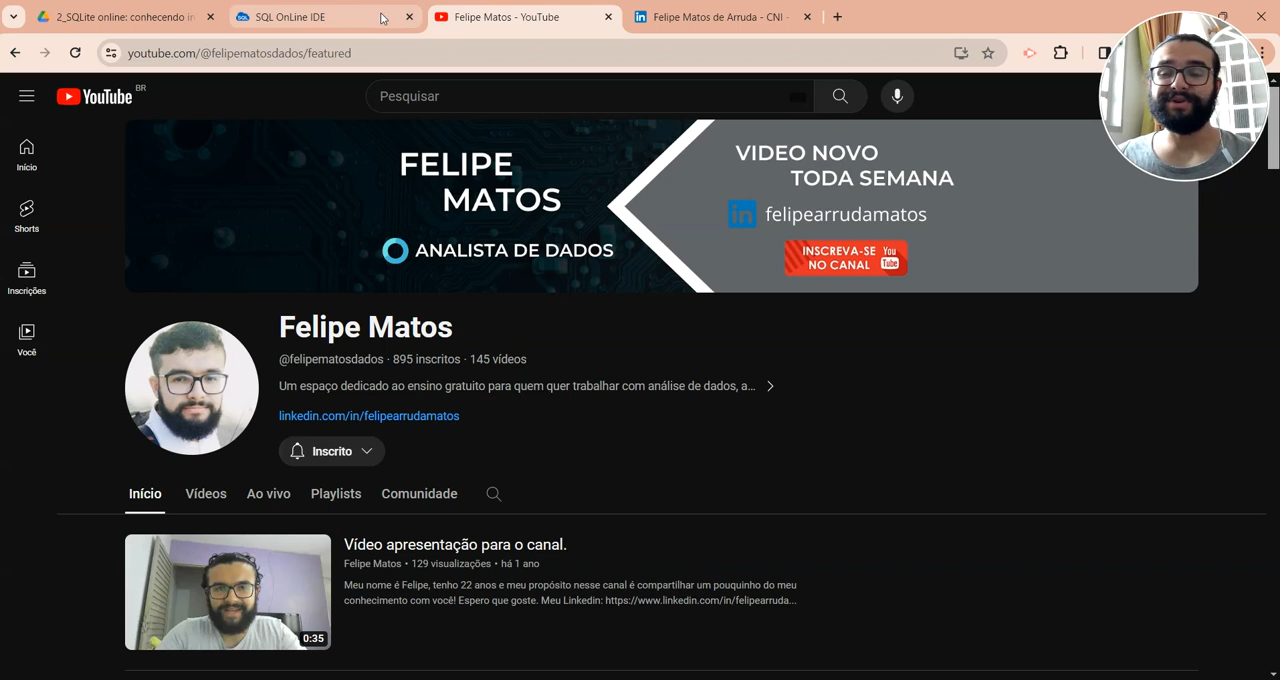 2_SQLite online: conhecendo in
SQL OnLine IDE
Felipe Matos - YouTube
Felipe Matos de Arruda - CNI -
youtube.com/@felipematosdados/featured
YouTube BR
Pesquisar
Início
Shorts
Inscrições
Você
FELIPE
MATOS
ANALISTA DE DADOS
VIDEO NOVO
TODA SEMANA
in felipearrudamatos
INSCREVA-SE
NO CANAL
You
Tube
Felipe Matos
@felipematosdados · 895 inscritos · 145 vídeos
Um espaço dedicado ao ensino gratuito para quem quer trabalhar com análise de dados, a...
linkedin.com/in/felipearrudamatos
Inscrito
Início Vídeos Ao vivo Playlists Comunidade
Vídeo apresentação para o canal.
Felipe Matos • 129 visualizações • há 1 ano
Meu nome é Felipe, tenho 22 anos e meu propósito nesse canal é compartilhar um pouquinho do meu
conhecimento com você! Espero que goste. Meu Linkedin: https://www.linkedin.com/in/felipearruda...
0:35